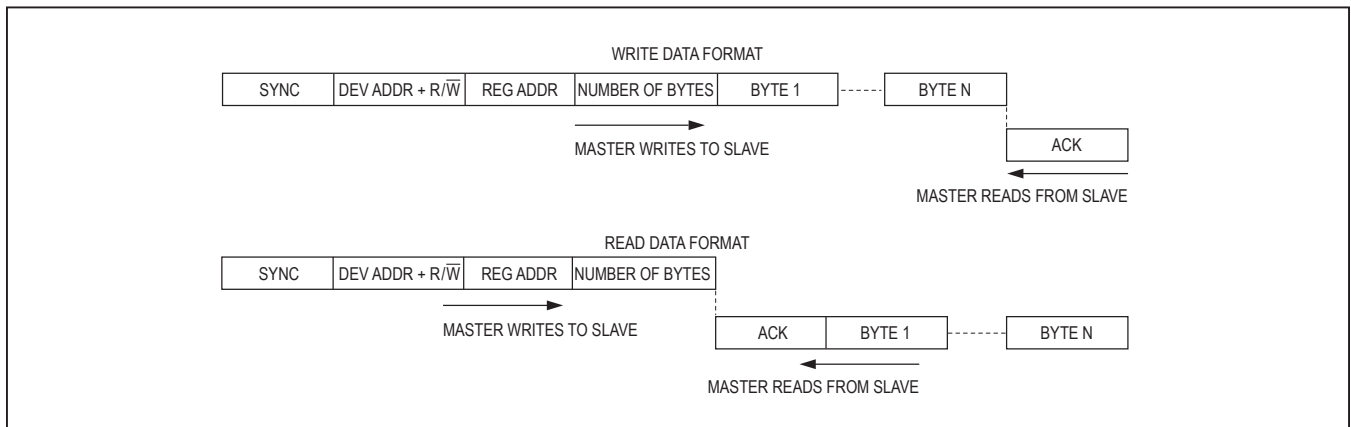 WRITE DATA FORMAT
SYNC DEV ADDR + R/W̅ REG ADDR NUMBER OF BYTES BYTE 1 BYTE N
MASTER WRITES TO SLAVE
ACK
MASTER READS FROM SLAVE
READ DATA FORMAT
SYNC DEV ADDR + R/W̅ REG ADDR NUMBER OF BYTES
MASTER WRITES TO SLAVE
ACK BYTE 1 BYTE N
MASTER READS FROM SLAVE